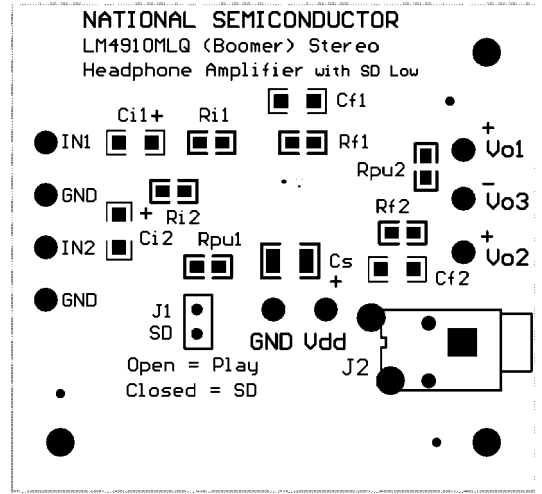 NATIONAL SEMICONDUCTOR
LM4910MLQ (Boomer) Stereo
Headphone Amplifier with SD Low
Cf1
Ci1+
Ri1
IN1
Rf1
+
Vo1
Rpu2
GND
-
Vo3
Ri2
+
Ci2
Rf2
IN2
Rpu1
+
Vo2
Cs
+
Cf2
GND
J1
SD
GND Vdd
J2
Open = Play
Closed = SD